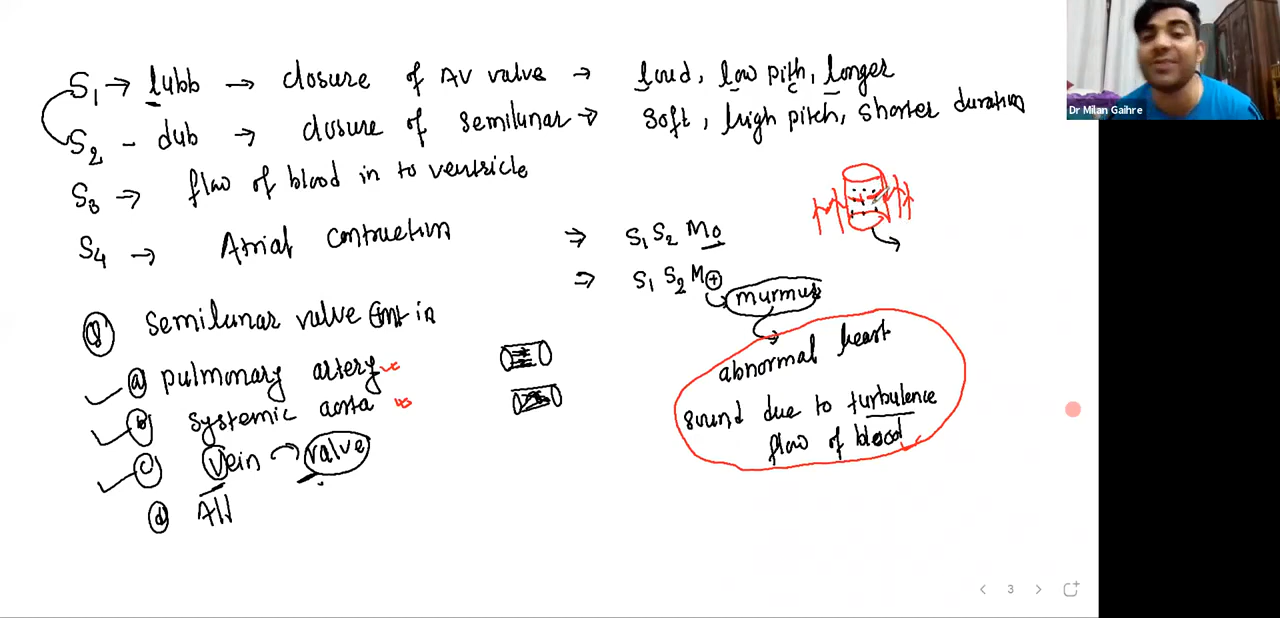 S1 → lubb → closure of AV valve → loud, low pitch, longer
S2 - dub → closure of semilunar → soft, high pitch, shorter duration
S3 → flow of blood in to ventricle
S4 → Atrial contruction
⇒ S1 S2 M0
⇒ S1 S2 M⊕
murmur
abnormal heart
sound due to turbulence
flow of blood
Q semilunar valve in
a pulmonary artery
b systemic aorta
c Vein valve
d All
Dr Milan Gaihre
< 3 >